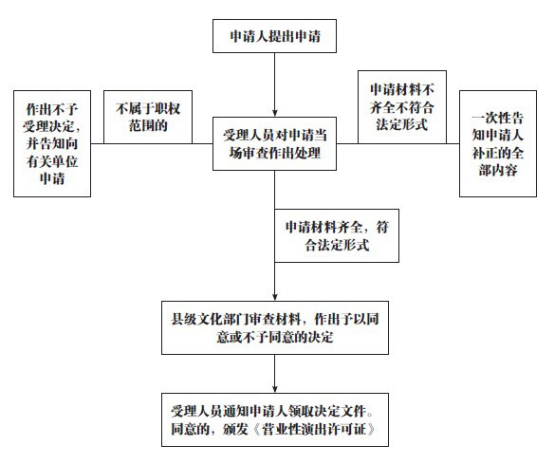 申请人提出申请
作出不予
受理决定，
并告知向
有关单位
申请
不属于职权
范围的
受理人员对申请当
场审查作出处理
申请材料不
齐全不符合
法定形式
一次性告
知申请人
补正的全
部内容
申请材料齐全，符
合法定形式
县级文化部门审查材料，作出予以同
意或不予同意的决定
受理人员通知申请人领取决定文件。
同意的，颁发《营业性演出许可证》